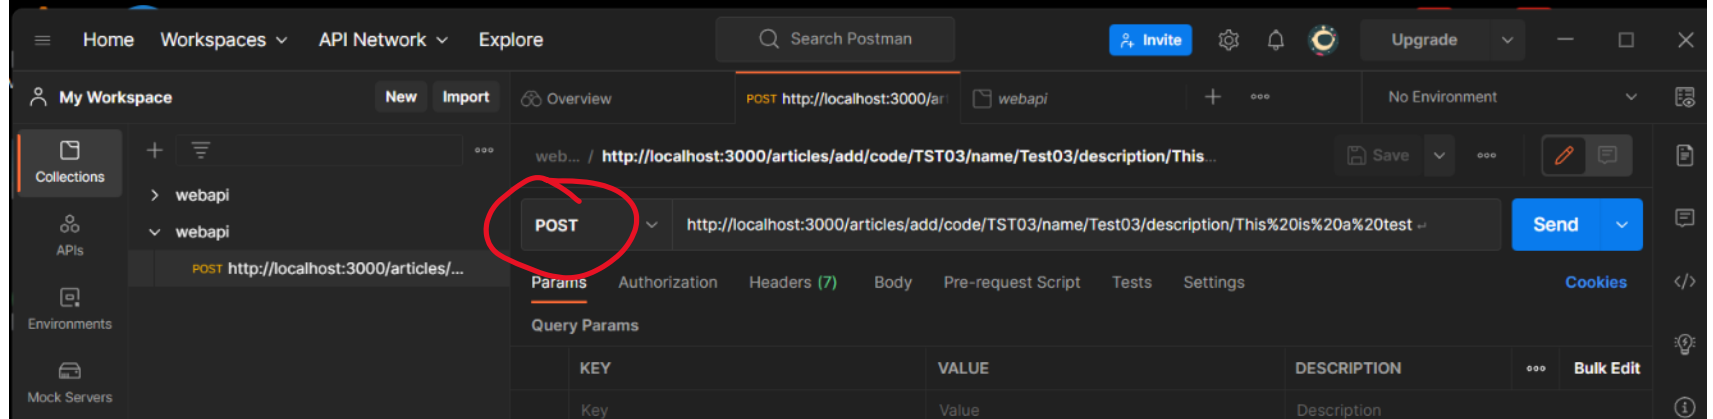 Home Workspaces API Network Explore Search Postman Invite Upgrade
My Workspace New Import Overview POST http://localhost:3000/ar webapi No Environment
web... / http://localhost:3000/articles/add/code/TST03/name/Test03/description/This... Save
Collections
webapi
webapi
POST http://localhost:3000/articles/...
APIs
Environments
Mock Servers
POST http://localhost:3000/articles/add/code/TST03/name/Test03/description/This%20is%20a%20test Send
Params Authorization Headers (7) Body Pre-request Script Tests Settings Cookies
Query Params
KEY VALUE DESCRIPTION Bulk Edit
Key Value Description